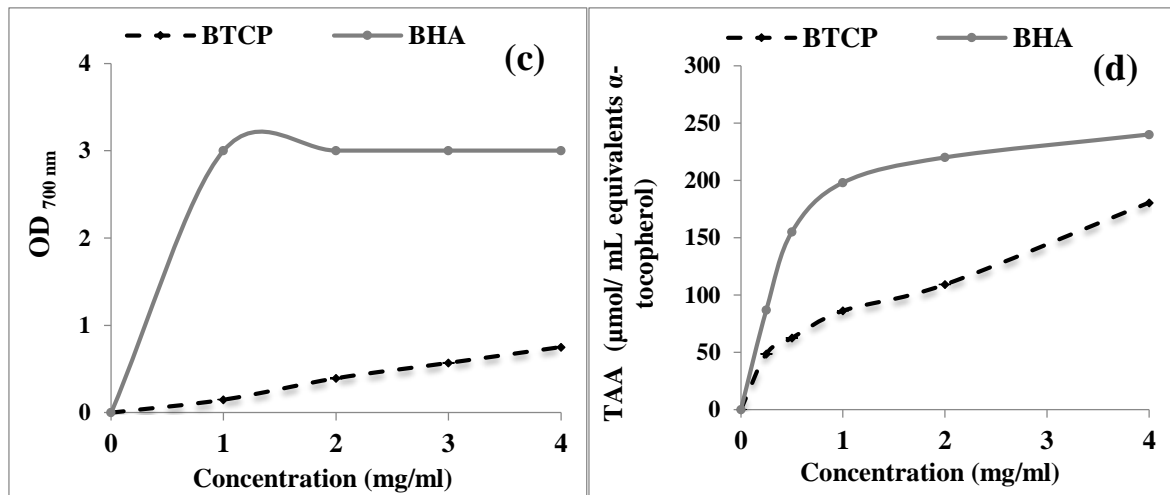 BTCP BHA
(c)
4
3
2
1
0
OD 700 nm
0 1 2 3 4
Concentration (mg/ml)
BTCP BHA
(d)
300
250
200
150
100
50
0
TAA (µmol/ mL equivalents α-
tocopherol)
0 1 2 3 4
Concentration (mg/ml)